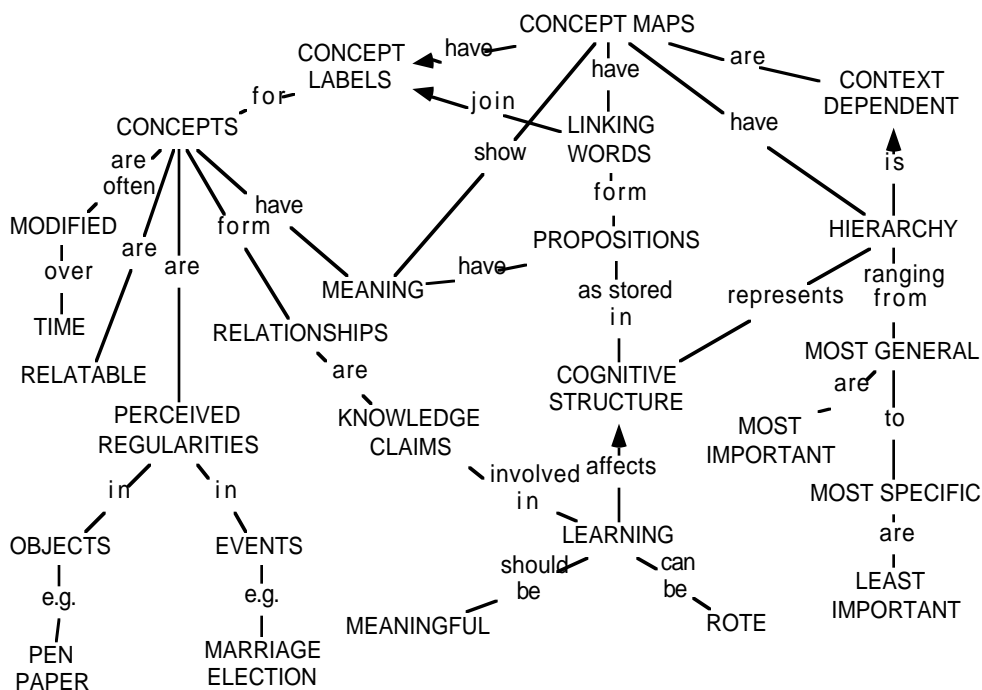 CONCEPT MAPS
CONCEPT
LABELS
have
have
are
CONTEXT
DEPENDENT
for
join
CONCEPTS
LINKING
WORDS
have
show
is
are
often
have
form
form
MODIFIED
are
are
PROPOSITIONS
HIERARCHY
over
have
MEANING
as stored
in
represents
ranging
from
TIME
RELATIONSHIPS
RELATABLE
are
COGNITIVE
STRUCTURE
MOST GENERAL
are
PERCEIVED
REGULARITIES
KNOWLEDGE
CLAIMS
MOST
IMPORTANT
to
in
in
involved
in
affects
MOST SPECIFIC
OBJECTS
EVENTS
LEARNING
are
should
be
can
be
e.g.
e.g.
LEAST
IMPORTANT
MEANINGFUL
ROTE
PEN
PAPER
MARRIAGE
ELECTION